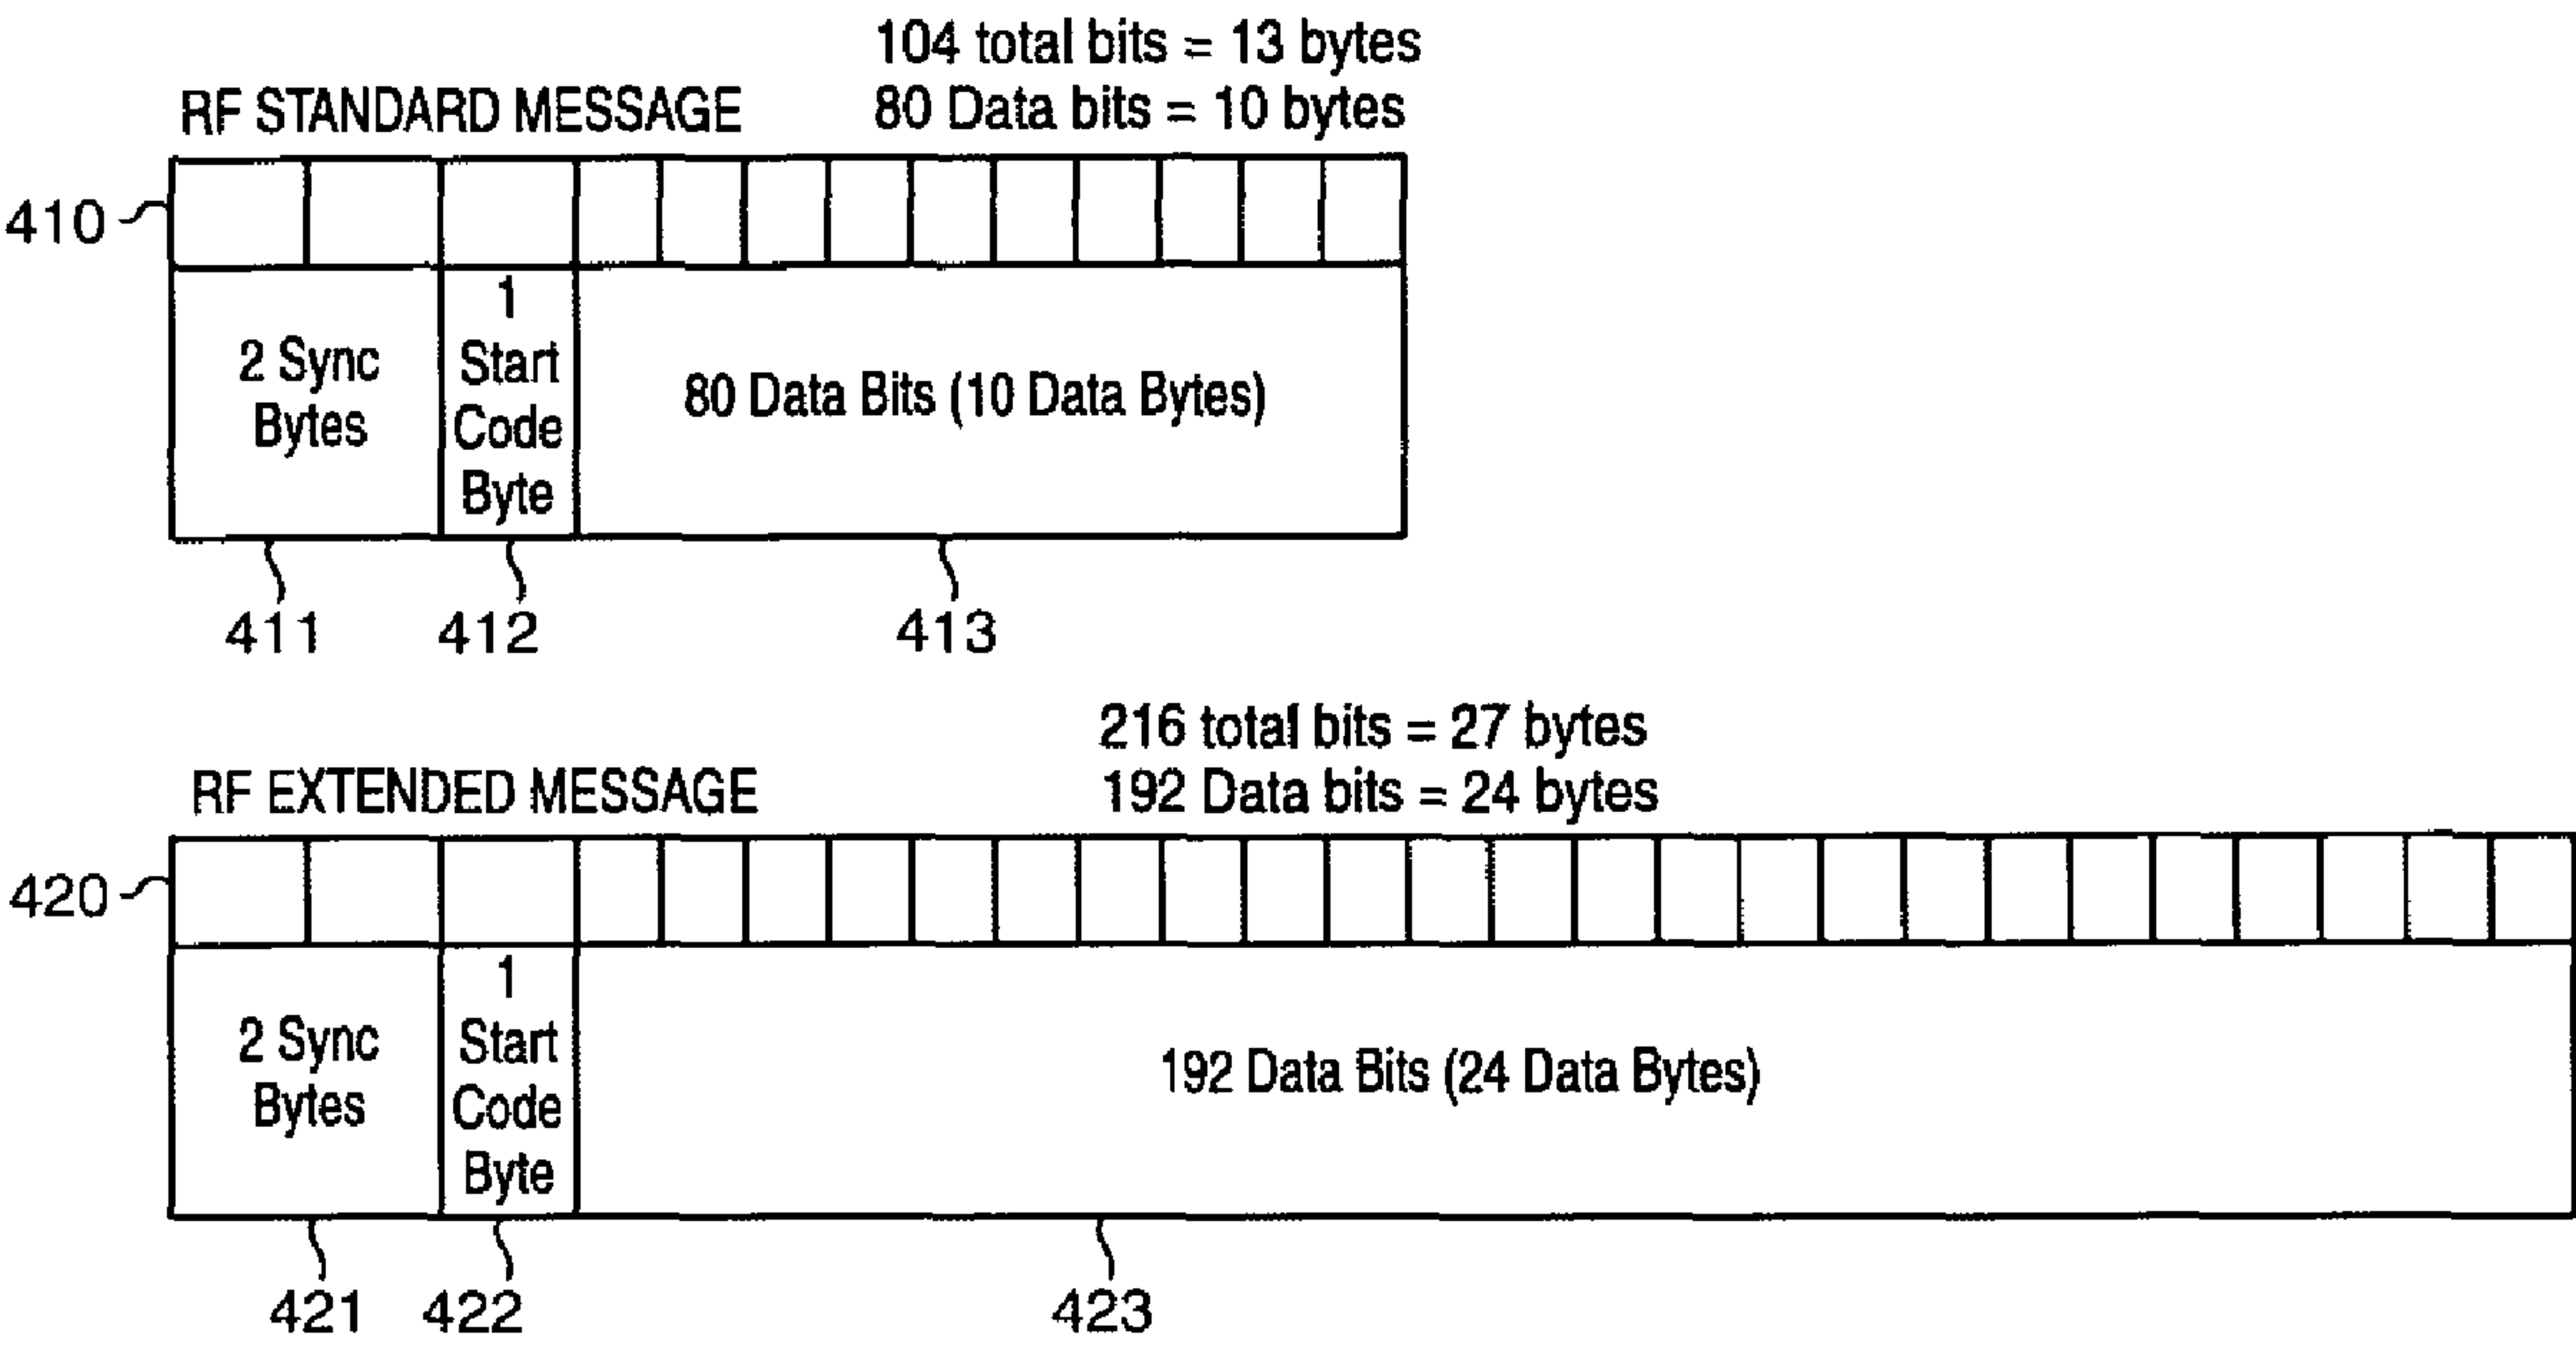 104 total bits = 13 bytes
80 Data bits = 10 bytes
RF STANDARD MESSAGE
410
2 Sync
Bytes
1
Start
Code
Byte
80 Data Bits (10 Data Bytes)
411
412
413
216 total bits = 27 bytes
192 Data bits = 24 bytes
RF EXTENDED MESSAGE
420
2 Sync
Bytes
1
Start
Code
Byte
192 Data Bits (24 Data Bytes)
421
422
423